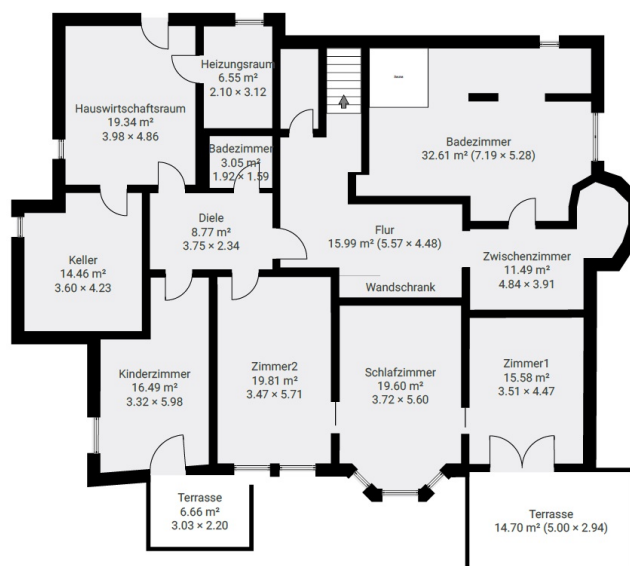 Heizungsraum
6.55 m²
2.10 × 3.12
Hauswirtschaftsraum
19.34 m²
3.98 × 4.86
Badezimmer
3.05 m²
1.92 × 1.59
Badezimmer
32.61 m² (7.19 × 5.28)
Diele
8.77 m²
3.75 × 2.34
Flur
15.99 m² (5.57 × 4.48)
Keller
14.46 m²
3.60 × 4.23
Zwischenzimmer
11.49 m²
4.84 × 3.91
Wandschrank
Kinderzimmer
16.49 m²
3.32 × 5.98
Zimmer2
19.81 m²
3.47 × 5.71
Schlafzimmer
19.60 m²
3.72 × 5.60
Zimmer1
15.58 m²
3.51 × 4.47
Terrasse
6.66 m²
3.03 × 2.20
Terrasse
14.70 m² (5.00 × 2.94)